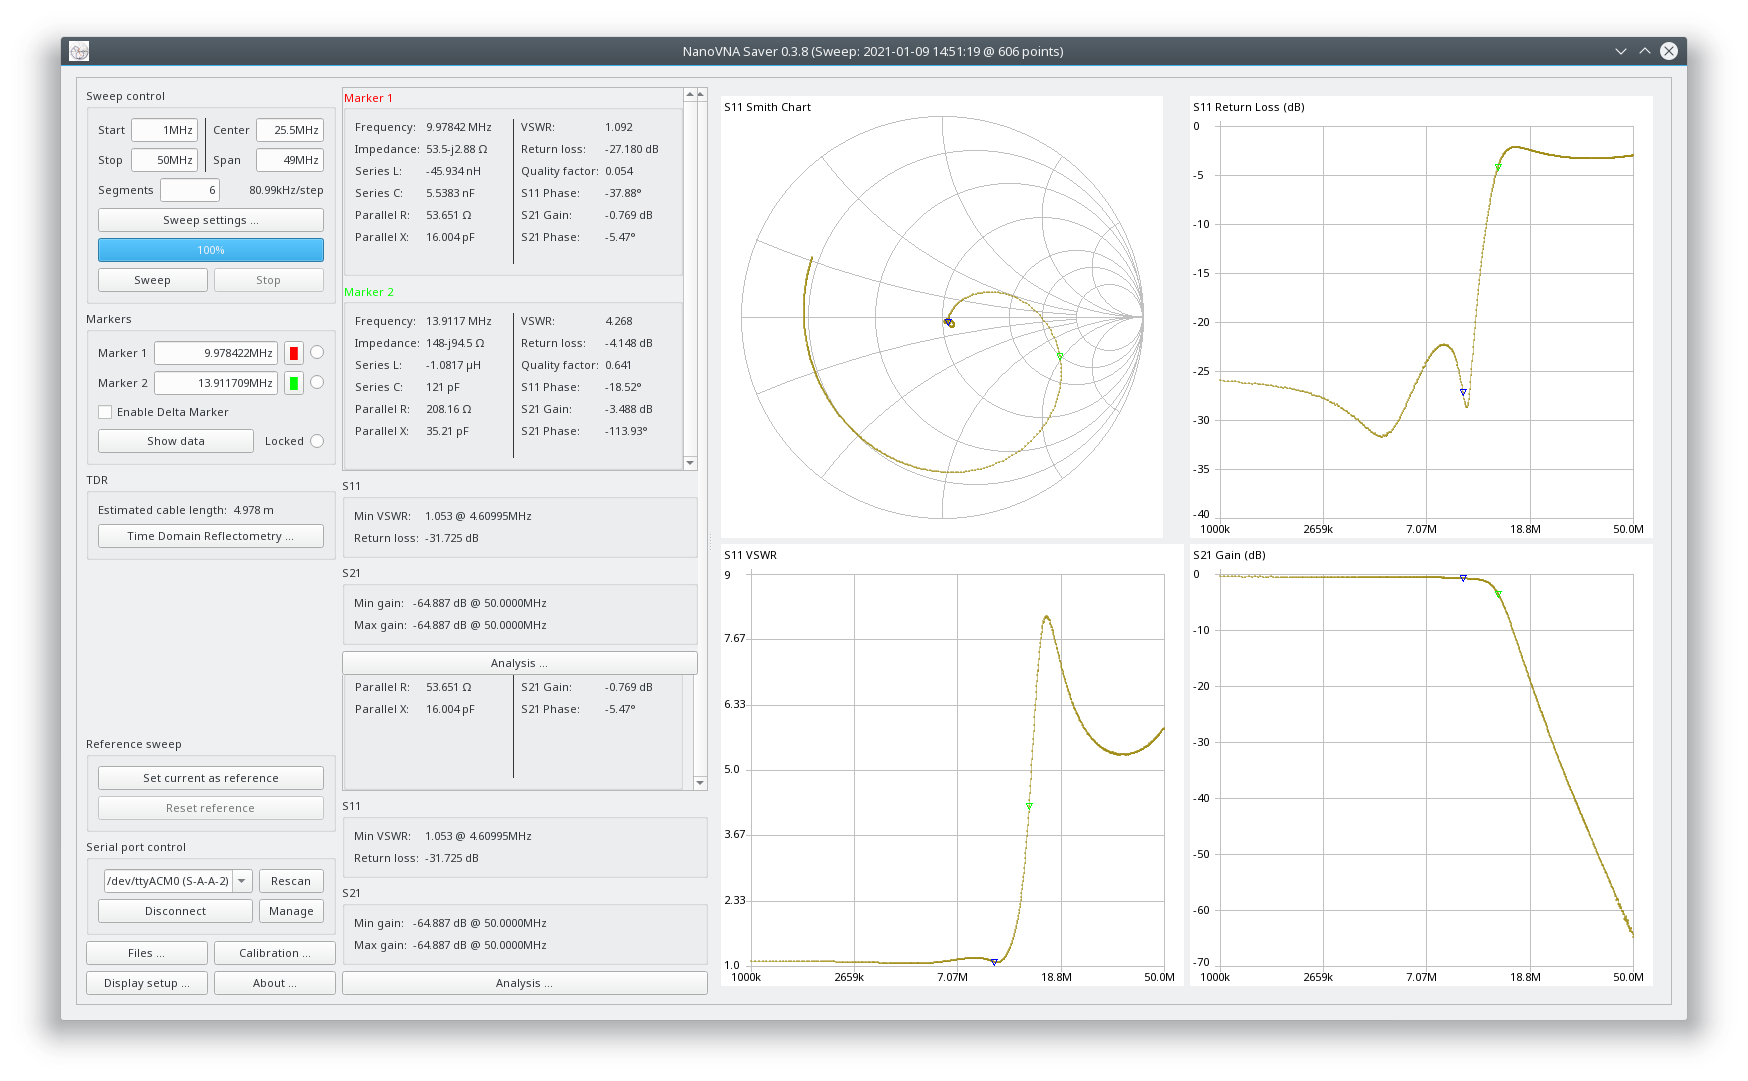 NanoVNA Saver 0.3.8 (Sweep: 2021-01-09 14:51:19 @ 606 points)
Sweep control
Start 1MHz Center 25.5MHz
Stop 50MHz Span 49MHz
Segments 6 80.99kHz/step
Sweep settings ...
100%
Sweep Stop
Markers
Marker 1 9.978422MHz
Marker 2 13.911709MHz
Enable Delta Marker
Show data Locked
TDR
Estimated cable length: 4.978 m
Time Domain Reflectometry ...
Reference sweep
Set current as reference
Reset reference
Serial port control
/dev/ttyACM0 (S-A-A-2) Rescan
Disconnect Manage
Files ... Calibration ...
Display setup ... About ...
Marker 1
Frequency: 9.97842 MHz VSWR: 1.092
Impedance: 53.5-j2.88 Ω Return loss: -27.180 dB
Series L: -45.934 nH Quality factor: 0.054
Series C: 5.5383 nF S11 Phase: -37.88°
Parallel R: 53.651 Ω S21 Gain: -0.769 dB
Parallel X: 16.004 pF S21 Phase: -5.47°
Marker 2
Frequency: 13.9117 MHz VSWR: 4.268
Impedance: 148-j94.5 Ω Return loss: -4.148 dB
Series L: -1.0817 µH Quality factor: 0.641
Series C: 121 pF S11 Phase: -18.52°
Parallel R: 208.16 Ω S21 Gain: -3.488 dB
Parallel X: 35.21 pF S21 Phase: -113.93°
S11
Min VSWR: 1.053 @ 4.60995MHz
Return loss: -31.725 dB
S21
Min gain: -64.887 dB @ 50.0000MHz
Max gain: -64.887 dB @ 50.0000MHz
Analysis ...
Parallel R: 53.651 Ω S21 Gain: -0.769 dB
Parallel X: 16.004 pF S21 Phase: -5.47°
S11
Min VSWR: 1.053 @ 4.60995MHz
Return loss: -31.725 dB
S21
Min gain: -64.887 dB @ 50.0000MHz
Max gain: -64.887 dB @ 50.0000MHz
Analysis ...
S11 Smith Chart
S11 Return Loss (dB)
0
-5
-10
-15
-20
-25
-30
-35
-40
1000k 2659k 7.07M 18.8M 50.0M
S11 VSWR
9
7.67
6.33
5.0
3.67
2.33
1.0
1000k 2659k 7.07M 18.8M 50.0M
S21 Gain (dB)
0
-10
-20
-30
-40
-50
-60
-70
1000k 2659k 7.07M 18.8M 50.0M